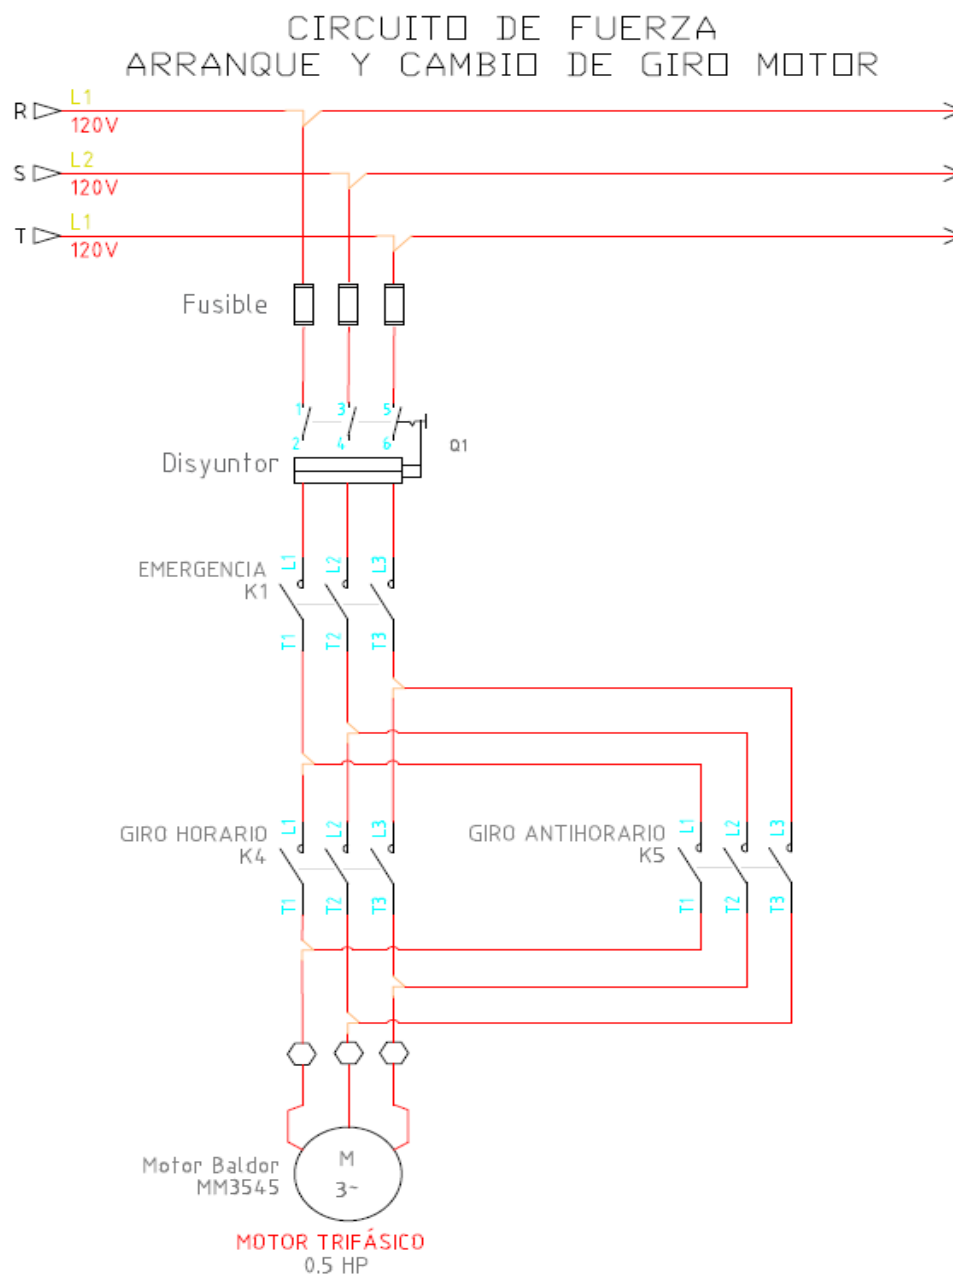 CIRCUITO DE FUERZA
ARRANQUE Y CAMBIO DE GIRO MOTOR
R L1
120V
S L2
120V
T L1
120V
Fusible
1 3 5
2 4 6
Q1
Disyuntor
L1 L2 L3
EMERGENCIA
K1
T1 T2 T3
L1 L2 L3
GIRO HORARIO
K4
T1 T2 T3
L1 L2 L3
GIRO ANTIHORARIO
K5
T1 T2 T3
M
3~
Motor Baldor
MM3545
MOTOR TRIFÁSICO
0.5 HP